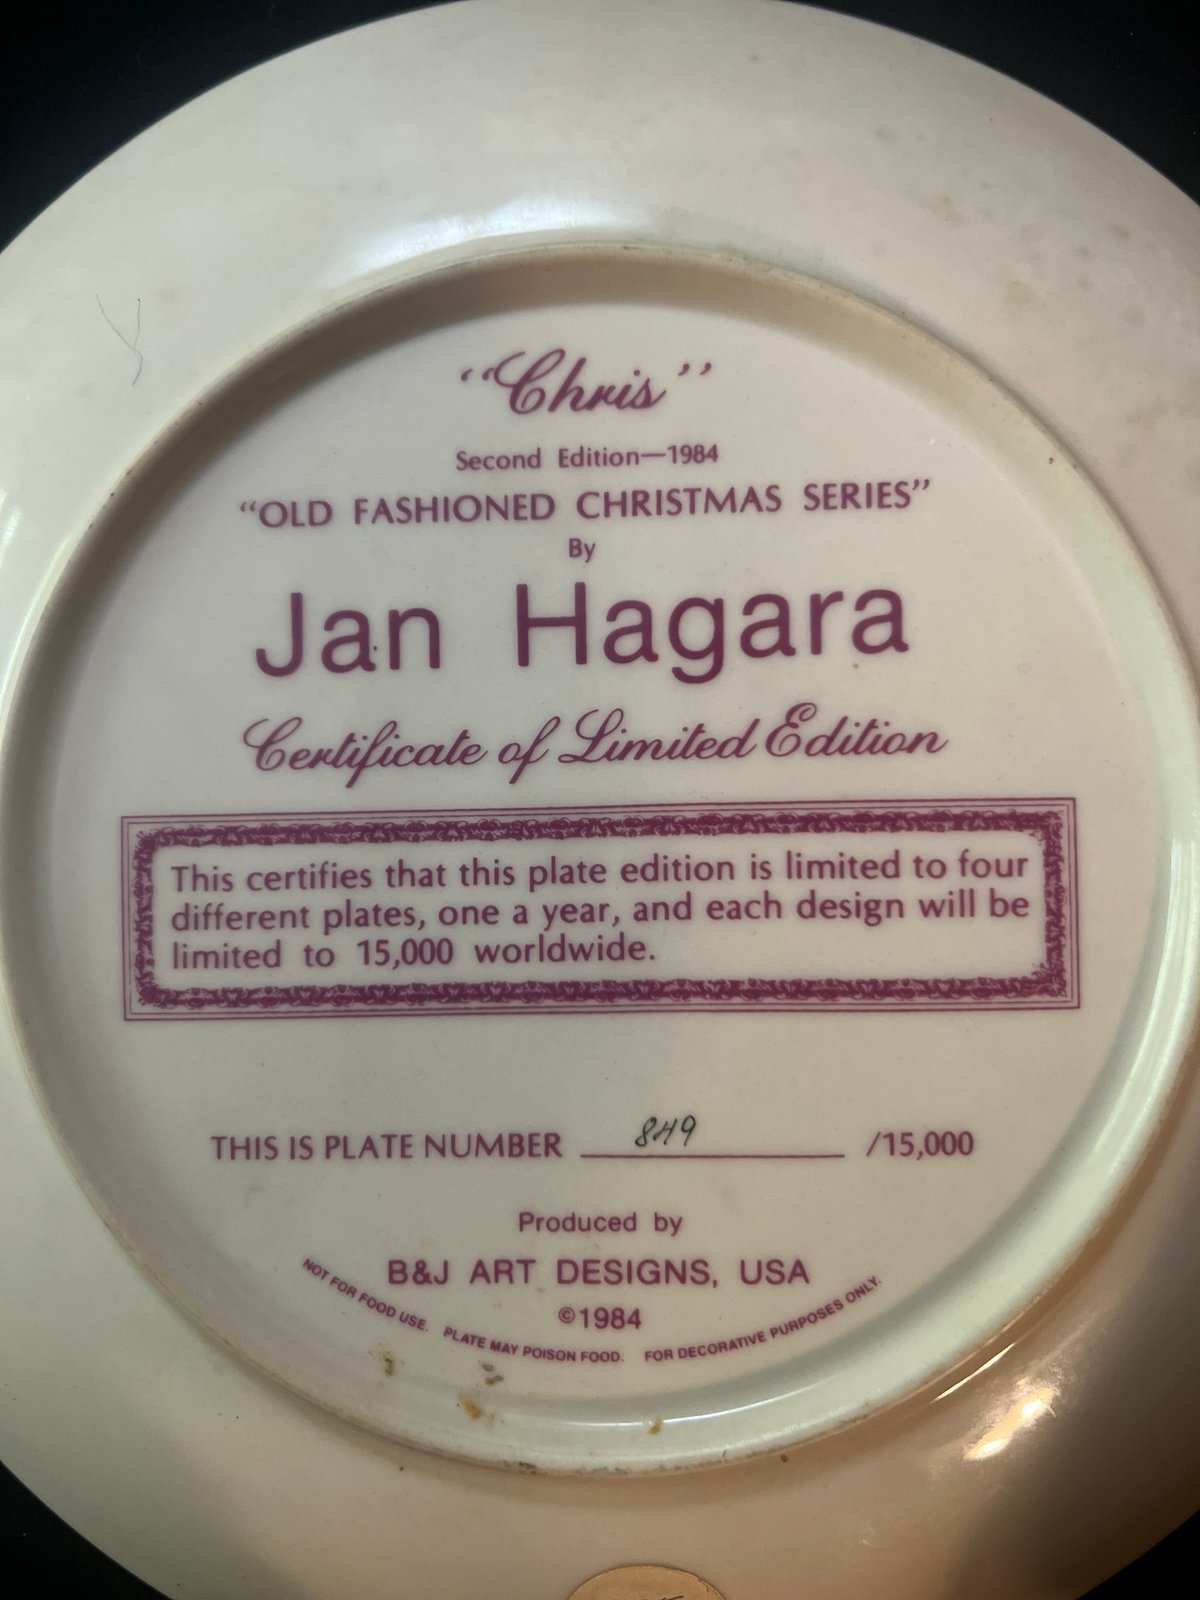 “Chris”
Second Edition—1984
“OLD FASHIONED CHRISTMAS SERIES”
By
Jan Hagara
Certificate of Limited Edition
This certifies that this plate edition is limited to four
different plates, one a year, and each design will be
limited to 15,000 worldwide.
THIS IS PLATE NUMBER 849 /15,000
Produced by
B&J ART DESIGNS, USA
©1984
NOT FOR FOOD USE. PLATE MAY POISON FOOD. FOR DECORATIVE PURPOSES ONLY.